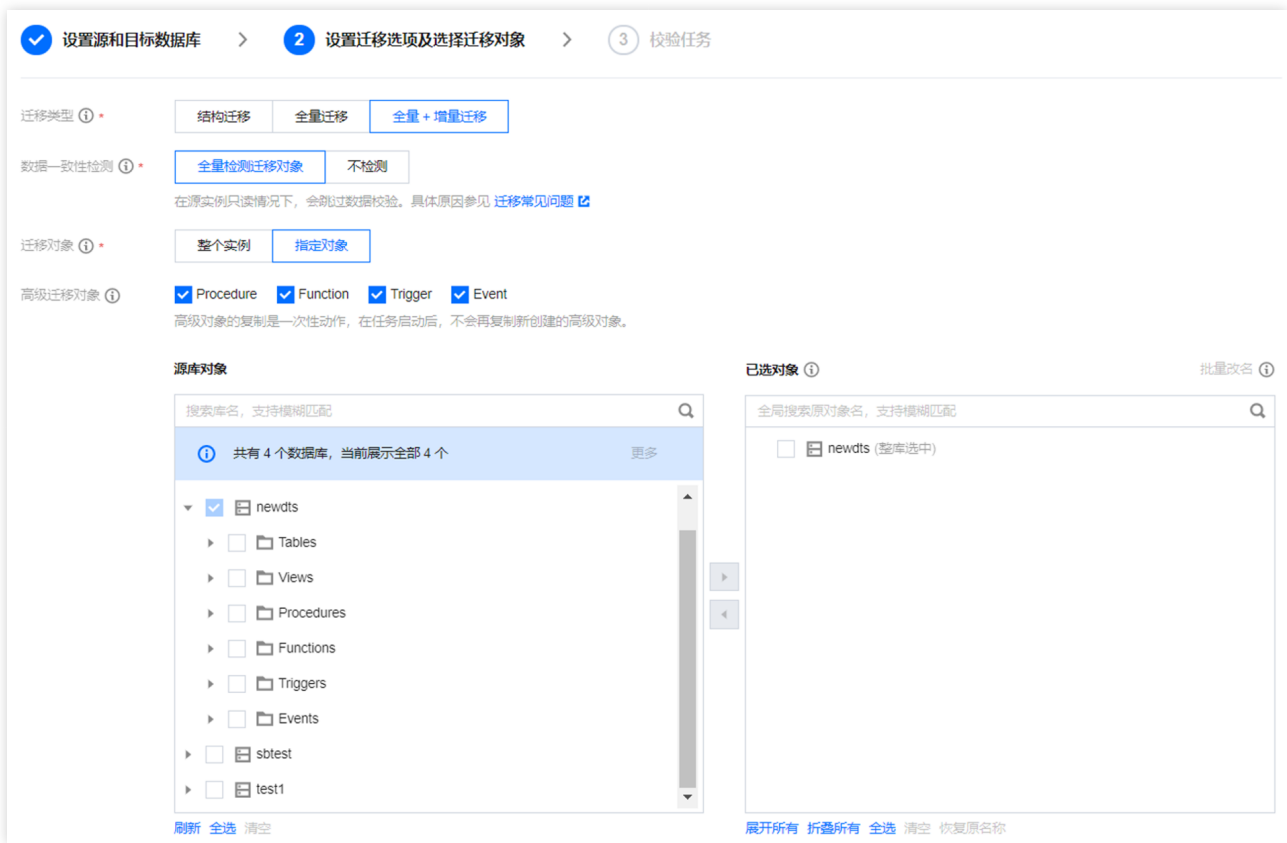 设置源和目标数据库 2 设置迁移选项及选择迁移对象 3 校验任务
迁移类型 * 结构迁移 全量迁移 全量 + 增量迁移
数据一致性检测 * 全量检测迁移对象 不检测
在源实例只读情况下，会跳过数据校验。具体原因参见 迁移常见问题
迁移对象 * 整个实例 指定对象
高级迁移对象 Procedure Function Trigger Event
高级对象的复制是一次性动作，在任务启动后，不会再复制新创建的高级对象。
源库对象
搜索库名，支持模糊匹配
共有 4 个数据库，当前展示全部 4 个 更多
newdts
Tables
Views
Procedures
Functions
Triggers
Events
sbtest
test1
刷新 全选 清空
已选对象 批量改名
全局搜索原对象名，支持模糊匹配
newdts (整库选中)
展开所有 折叠所有 全选 清空 恢复原名称